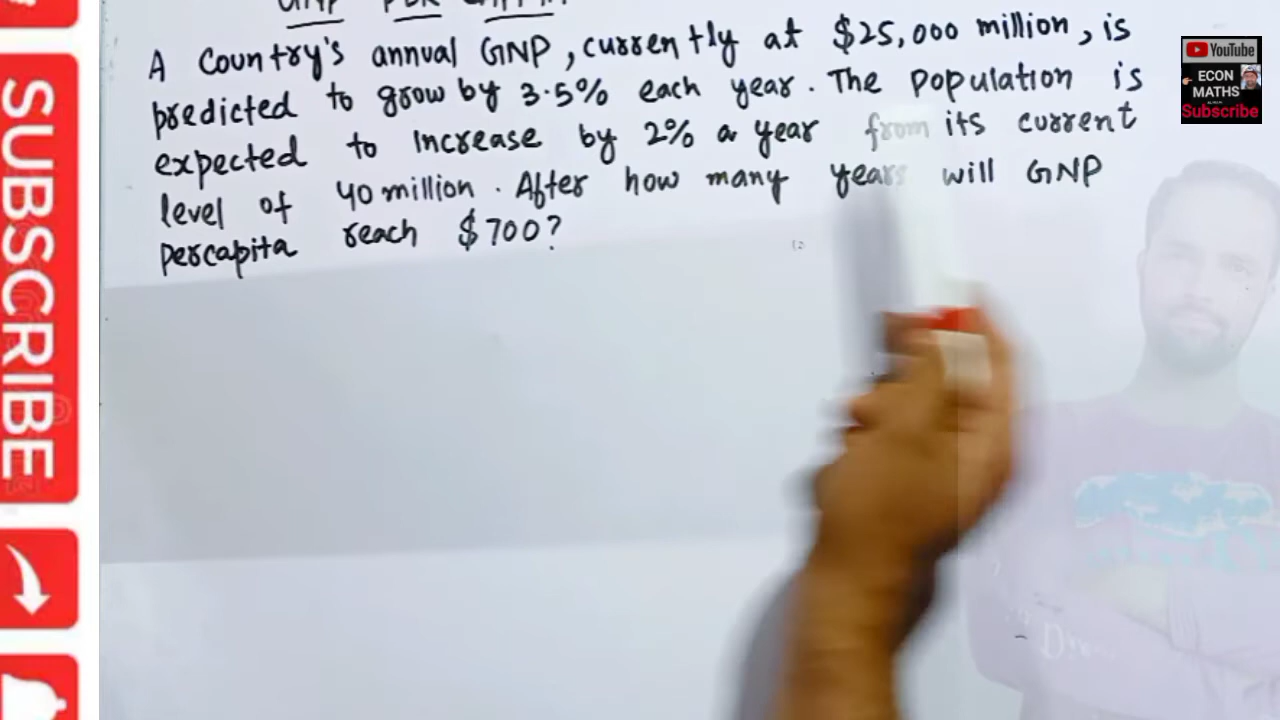 A Country's annual GNP, currently at $25,000 million, is
predicted to grow by 3.5% each year. The population is
expected to Increase by 2% a year from its current
level of 40 million. After how many years will GNP
percapita reach $700?
SUBSCRIBE
YouTube
ECON
MATHS
Subscribe